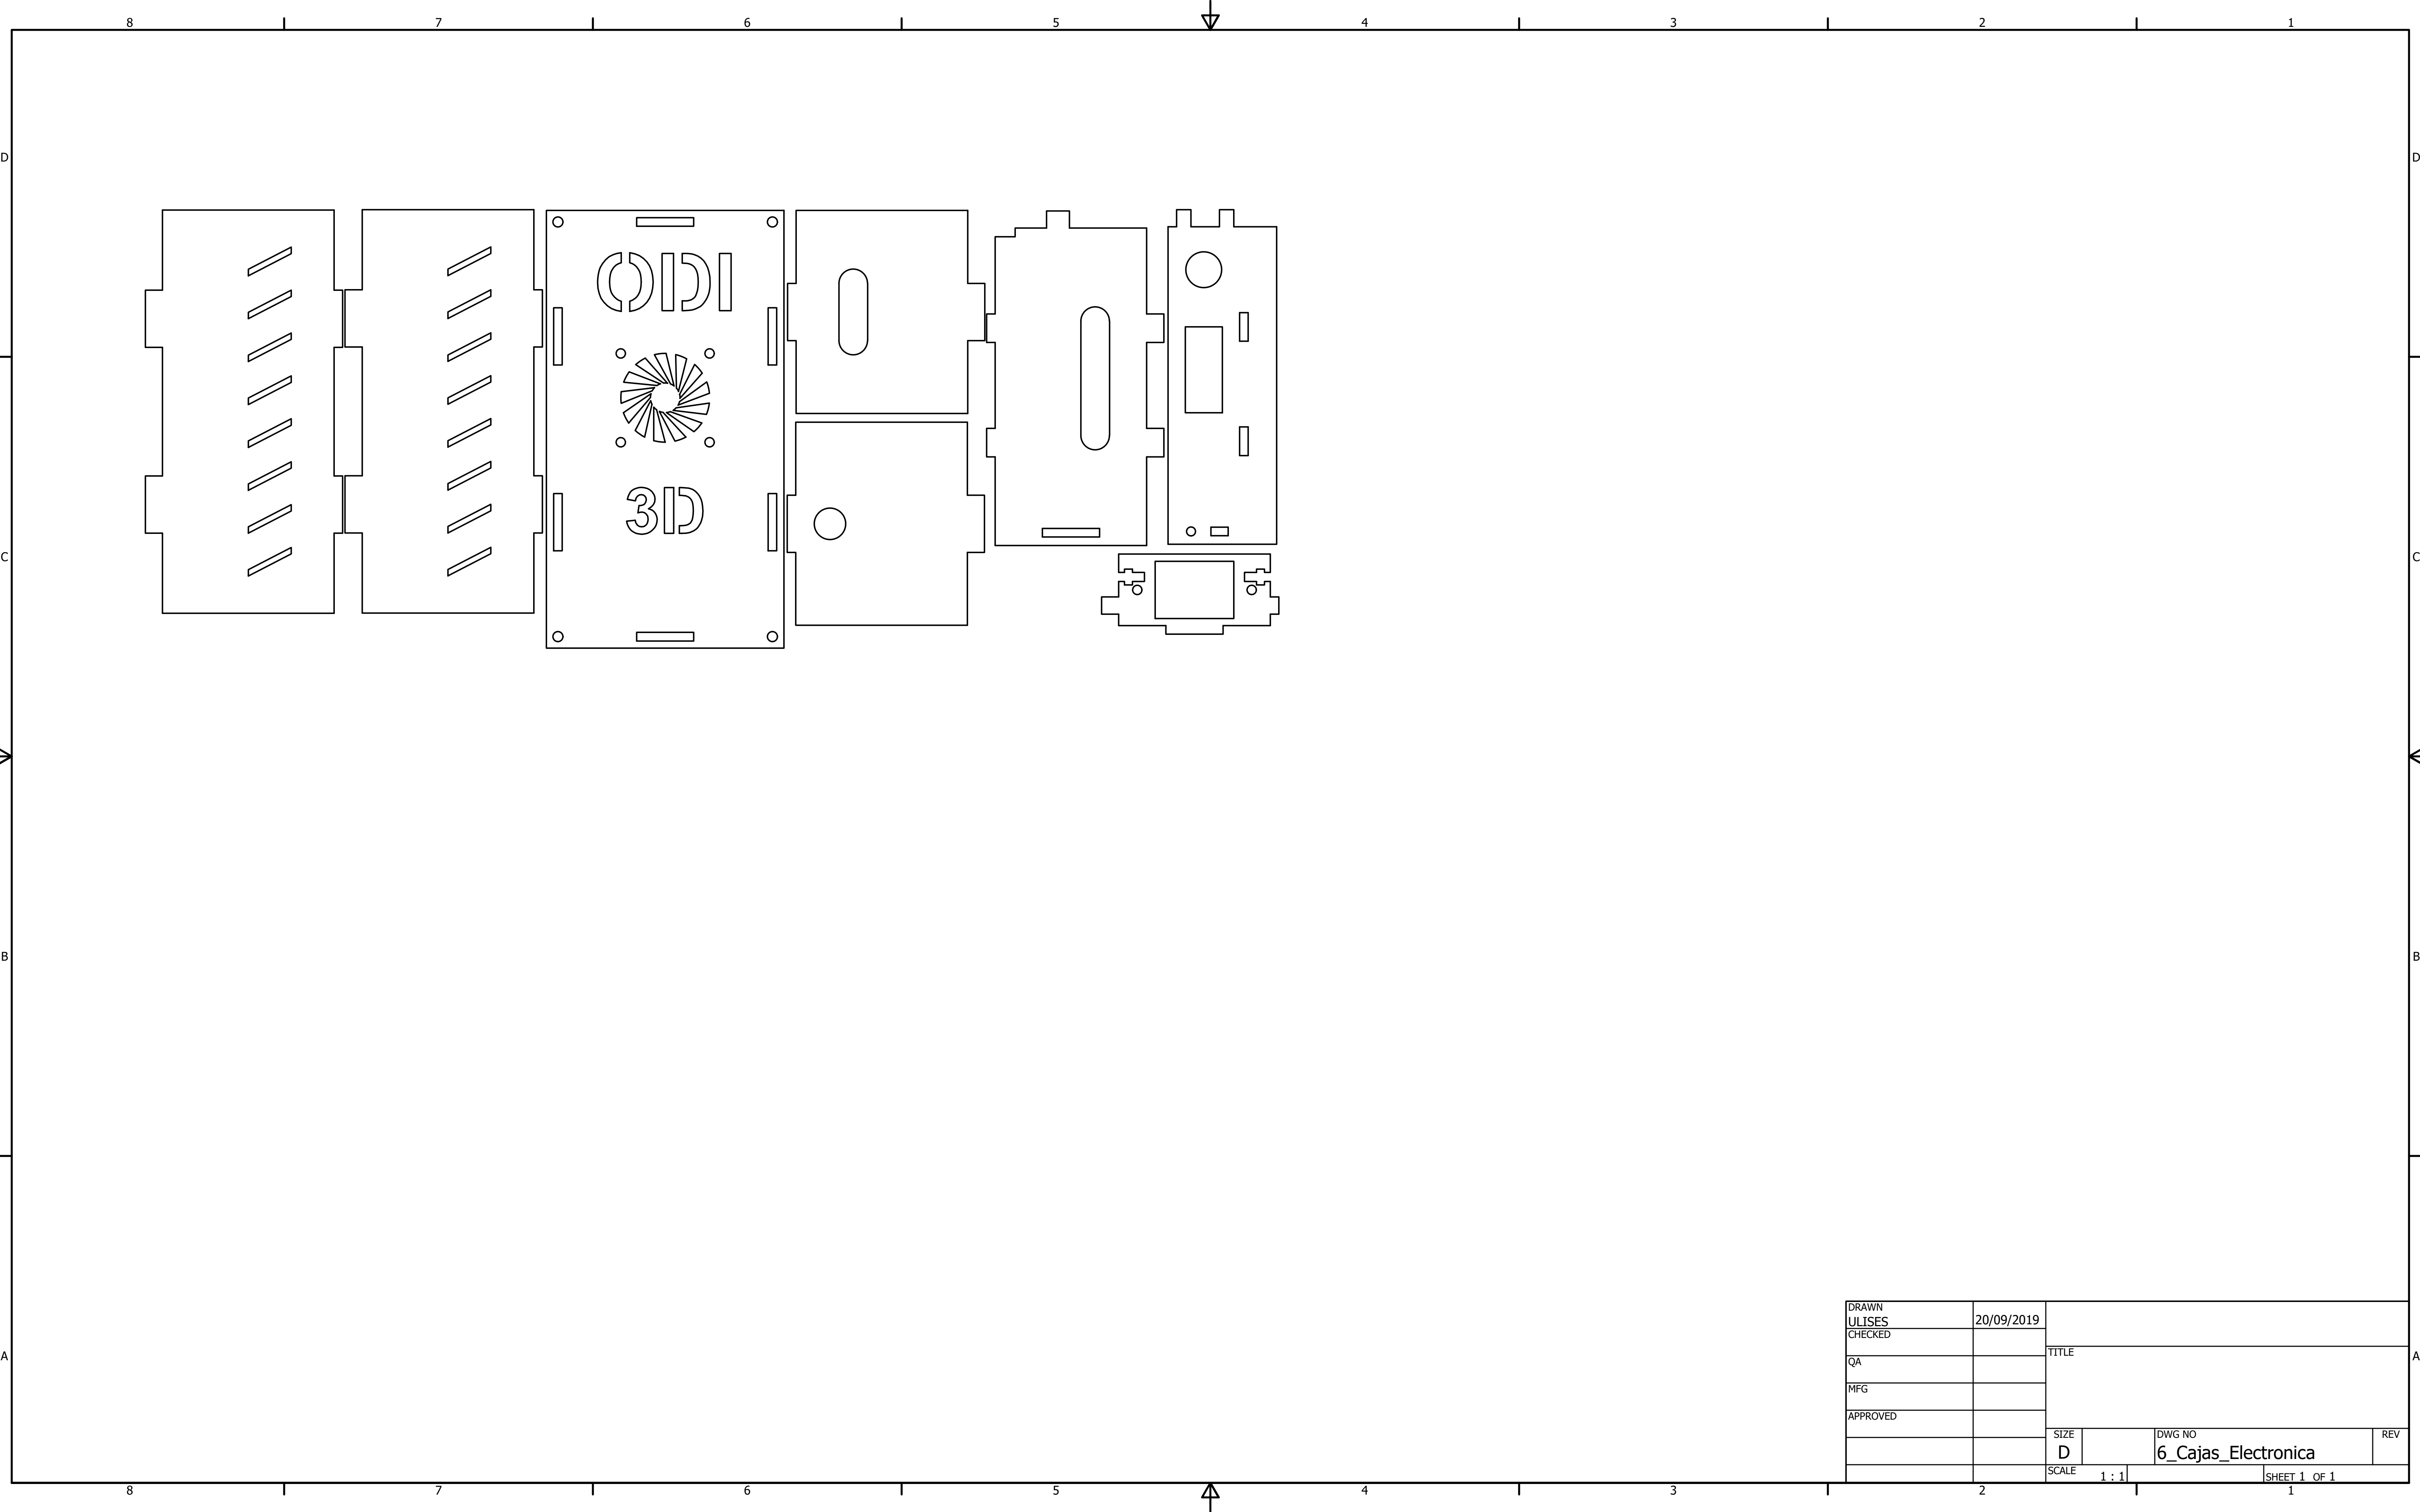 8 7 6 5 4 3 2 1
D D
ODI
3D
C C
B B
DRAWN
ULISES 20/09/2019
CHECKED
TITLE
A A
QA
MFG
APPROVED
SIZE DWG NO REV
D 6_Cajas_Electronica
SCALE 1 : 1 SHEET 1 OF 1
8 7 6 5 4 3 2 1